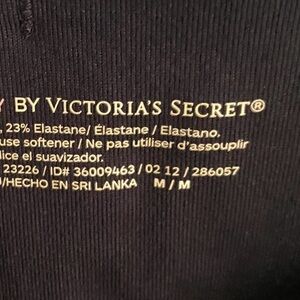 BY VICTORIA'S SECRET®
, 23% Elastane/ Élastane / Elastano.
use softener / Ne pas utiliser d'assouplir
lice el suavizador.
23226 / ID# 36009463 / 02 12 / 286057
/HECHO EN SRI LANKA M / M